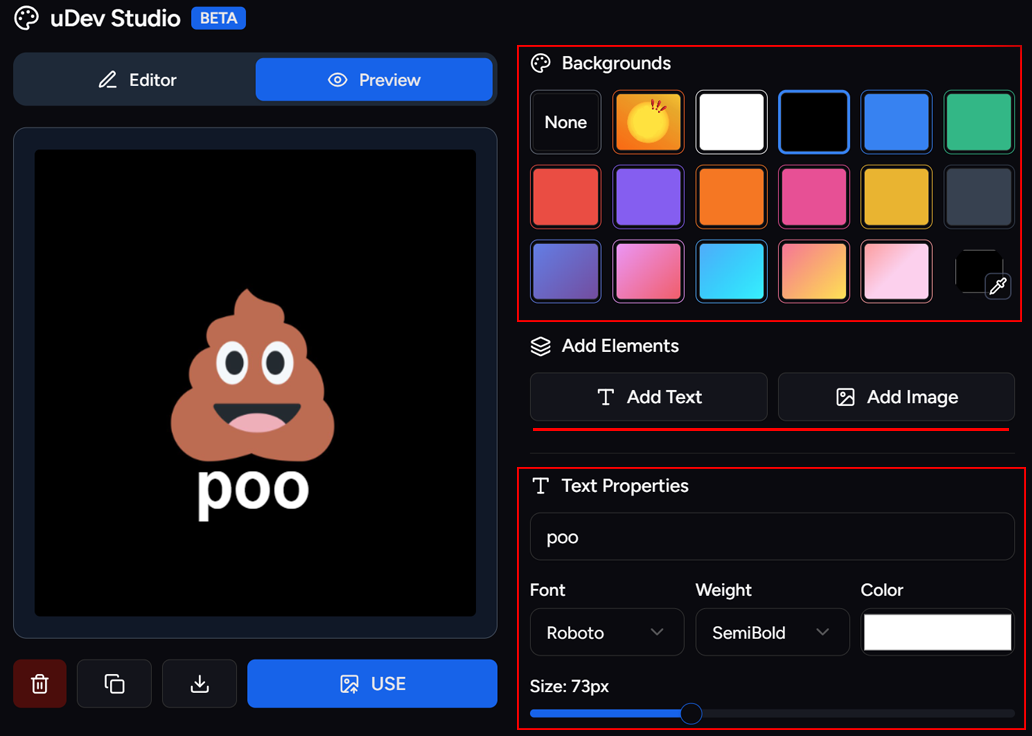 uDev Studio BETA
Editor
Preview
poo
USE
Backgrounds
None
Add Elements
Add Text
Add Image
Text Properties
poo
Font
Weight
Color
Roboto
SemiBold
Size: 73px